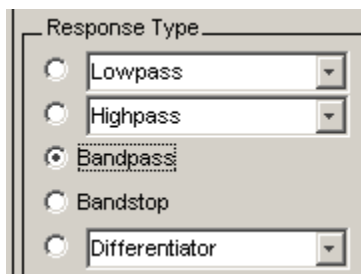 Response Type
Lowpass
Highpass
Bandpass
Bandstop
Differentiator